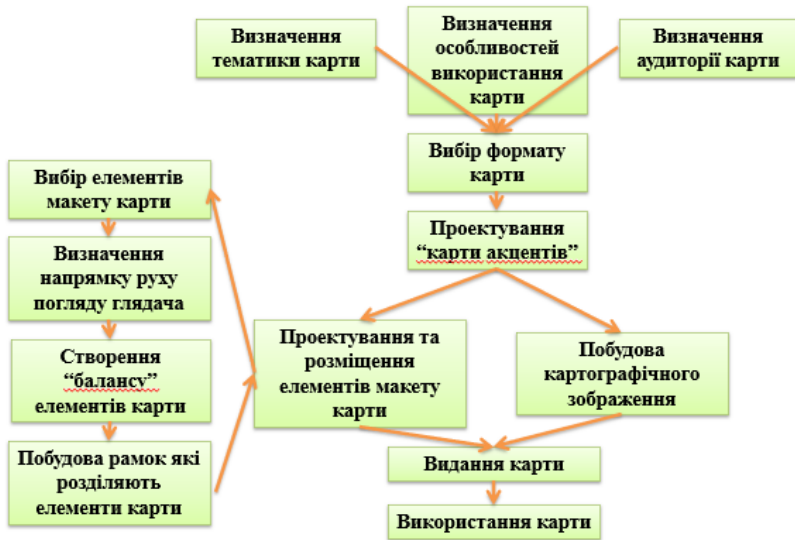 Визначення
тематики карти
Визначення
особливостей
використання
карти
Визначення
аудиторії карти
Вибір формату
карти
Проектування
“карти акцентів”
Вибір елементів
макету карти
Визначення
напрямку руху
погляду глядача
Створення
“балансу”
елементів карти
Побудова рамок які
розділяють
елементи карти
Проектування та
розміщення
елементів макету
карти
Побудова
картографічного
зображення
Видання карти
Використання карти